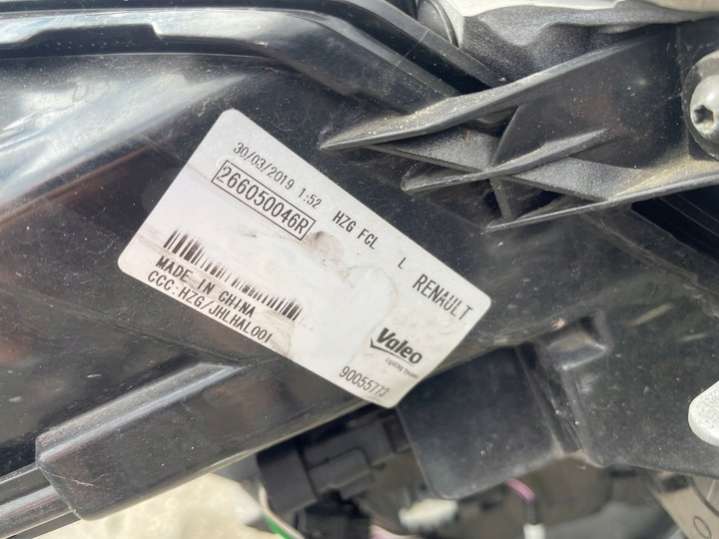 30/03/2019 1:52 HZG FCL L RENAULT
266050046R
MADE IN CHINA
CCC:HZG/JHLHAL001
Valeo
90055773